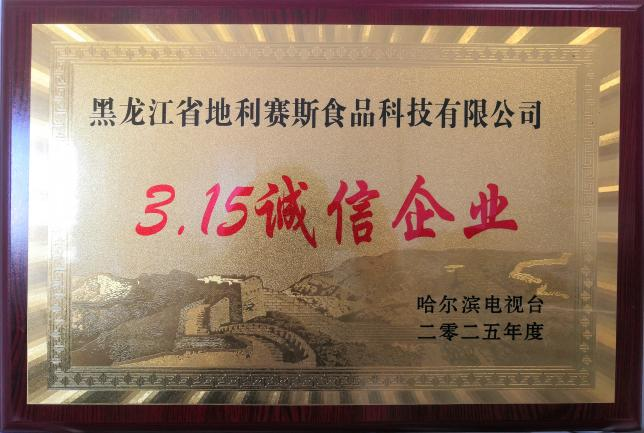 黑龙江省地利赛斯食品科技有限公司
3.15诚信企业
哈尔滨电视台
二零二五年度